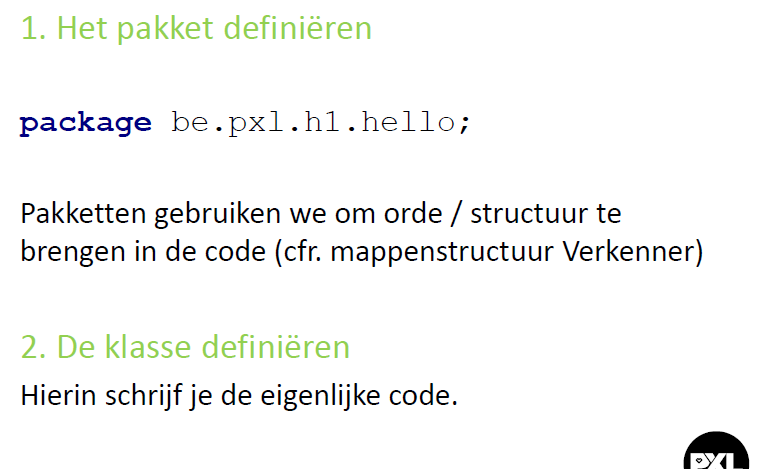 1. Het pakket definiëren
package be.pxl.h1.hello;
Pakketten gebruiken we om orde / structuur te
brengen in de code (cfr. mappenstructuur Verkenner)
2. De klasse definiëren
Hierin schrijf je de eigenlijke code.
PXL